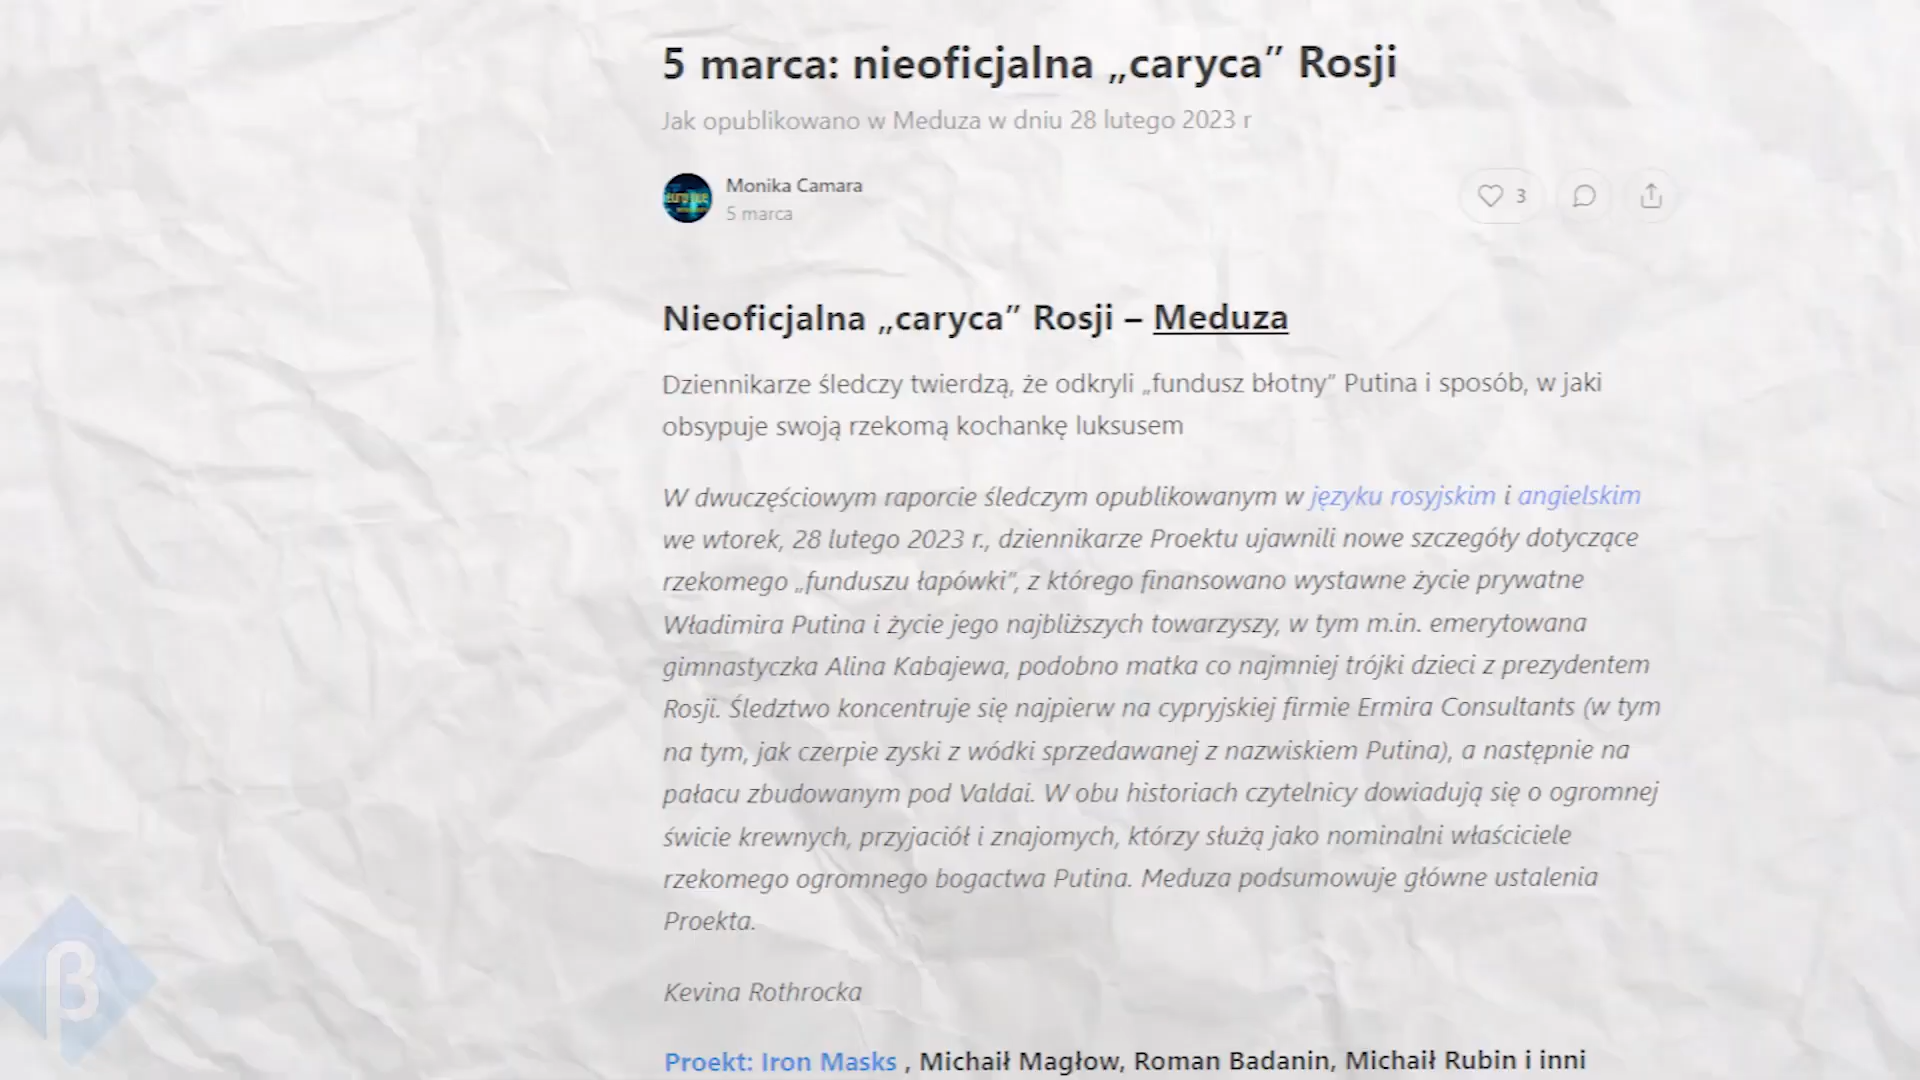 5 marca: nieoficjalna „caryca” Rosji
Jak opublikowano w Meduza w dniu 28 lutego 2023 r
Monika Camara
5 marca
3
Nieoficjalna „caryca” Rosji – Meduza
Dziennikarze śledczy twierdzą, że odkryli „fundusz błotny” Putina i sposób, w jaki
obsypuje swoją rzekomą kochankę luksusem
W dwuczęściowym raporcie śledczym opublikowanym w języku rosyjskim i angielskim
we wtorek, 28 lutego 2023 r., dziennikarze Proektu ujawnili nowe szczegóły dotyczące
rzekomego „funduszu łapówki”, z którego finansowano wystawne życie prywatne
Władimira Putina i życie jego najbliższych towarzyszy, w tym m.in. emerytowana
gimnastyczka Alina Kabajewa, podobno matka co najmniej trójki dzieci z prezydentem
Rosji. Śledztwo koncentruje się najpierw na cypryjskiej firmie Ermira Consultants (w tym
na tym, jak czerpie zyski z wódki sprzedawanej z nazwiskiem Putina), a następnie na
pałacu zbudowanym pod Valdai. W obu historiach czytelnicy dowiadują się o ogromnej
świcie krewnych, przyjaciół i znajomych, którzy służą jako nominalni właściciele
rzekomego ogromnego bogactwa Putina. Meduza podsumowuje główne ustalenia
Proekta.
Kevina Rothrocka
Proekt: Iron Masks , Michaił Magłow, Roman Badanin, Michaił Rubin i inni